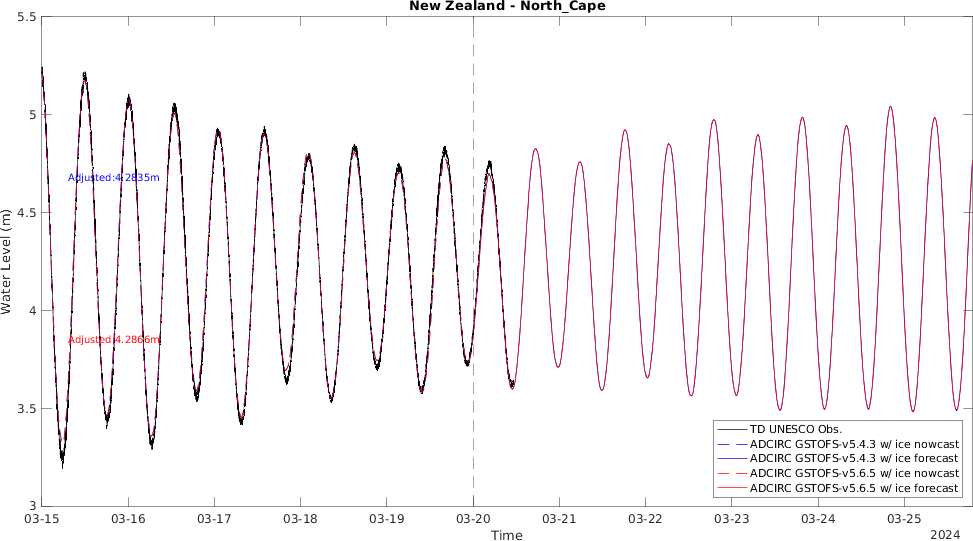 New Zealand - North_Cape
5.5
5
4.5
4
3.5
3
Water Level (m)
Adjusted:4.2835m
Adjusted:4.2866m
TD UNESCO Obs.
ADCIRC GSTOFS-v5.4.3 w/ ice nowcast
ADCIRC GSTOFS-v5.4.3 w/ ice forecast
ADCIRC GSTOFS-v5.6.5 w/ ice nowcast
ADCIRC GSTOFS-v5.6.5 w/ ice forecast
03-15 03-16 03-17 03-18 03-19 03-20 03-21 03-22 03-23 03-24 03-25
Time
2024